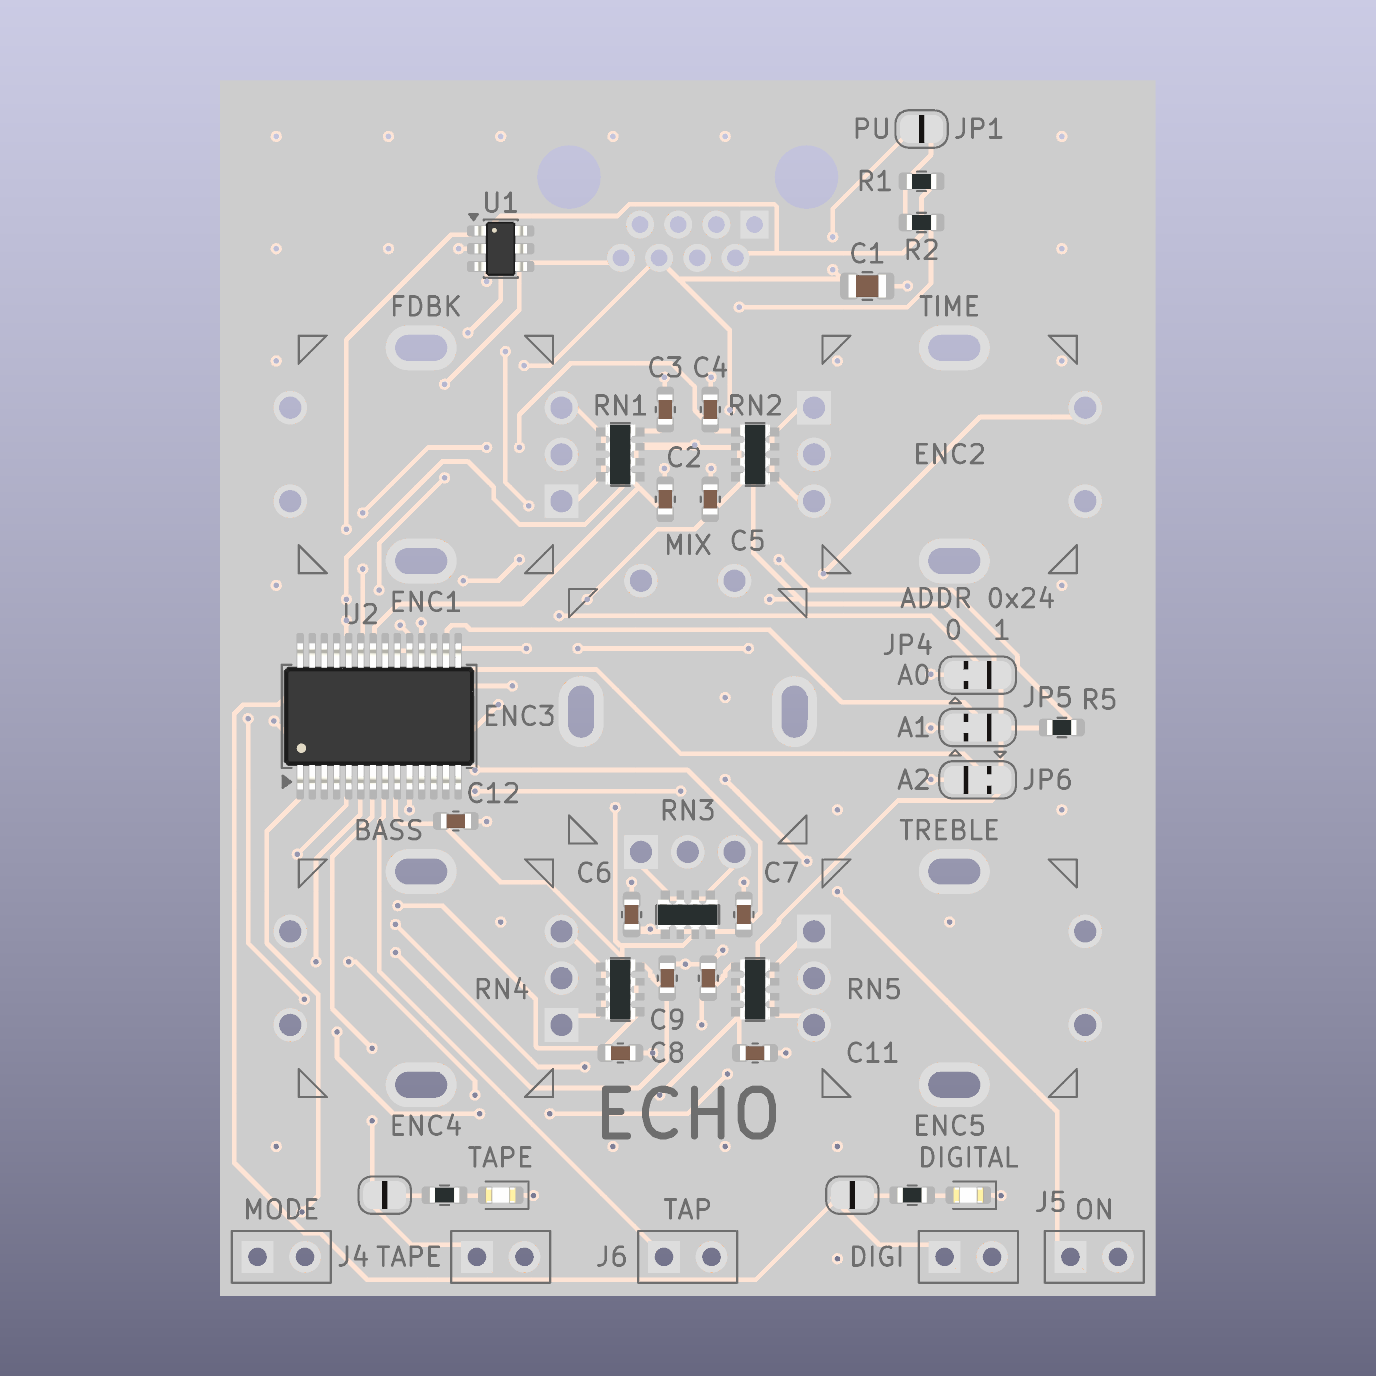 PU JP1
R1
U1
R2
C1
FDBK TIME
C3 C4
RN1 RN2
ENC2
C2
MIX C5
ENC1 ADDR 0x24
U2
0 1
JP4
A0
JP5 R5
ENC3 A1
A2 JP6
C12
RN3
BASS TREBLE
C6 C7
RN4 RN5
C9
C8 C11
ECHO
ENC4 ENC5
TAPE DIGITAL
MODE TAP J5 ON
J4 TAPE J6 DIGI